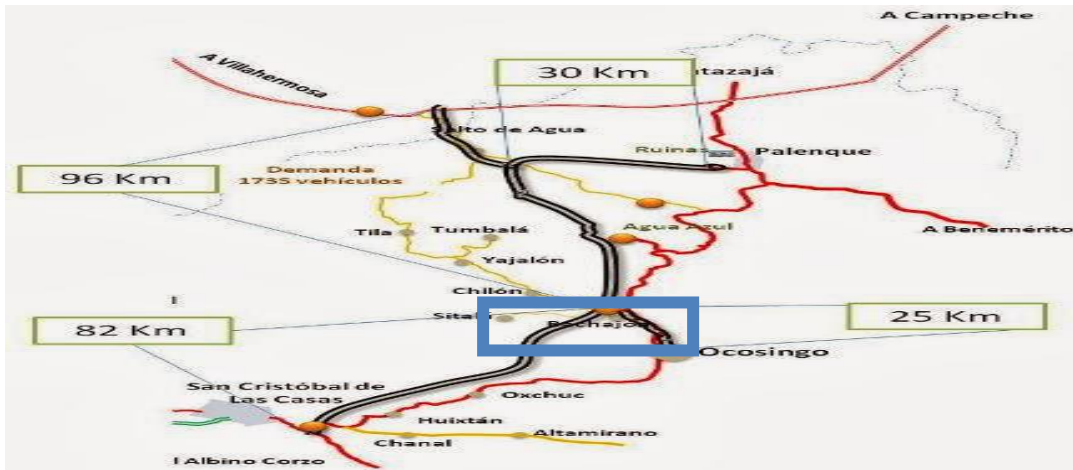 A Campeche
A Villahermosa
30 Km
tazajá
Salto de Agua
Ruinas
Palenque
Demanda
1735 vehículos
96 Km
Tila
Tumbalá
Agua Azul
A Benemérito
Yajalón
Chilón
82 Km
25 Km
Ocosingo
San Cristóbal de
Las Casas
Oxchuc
Huixtán
Chanal
Altamirano
l Albino Corzo